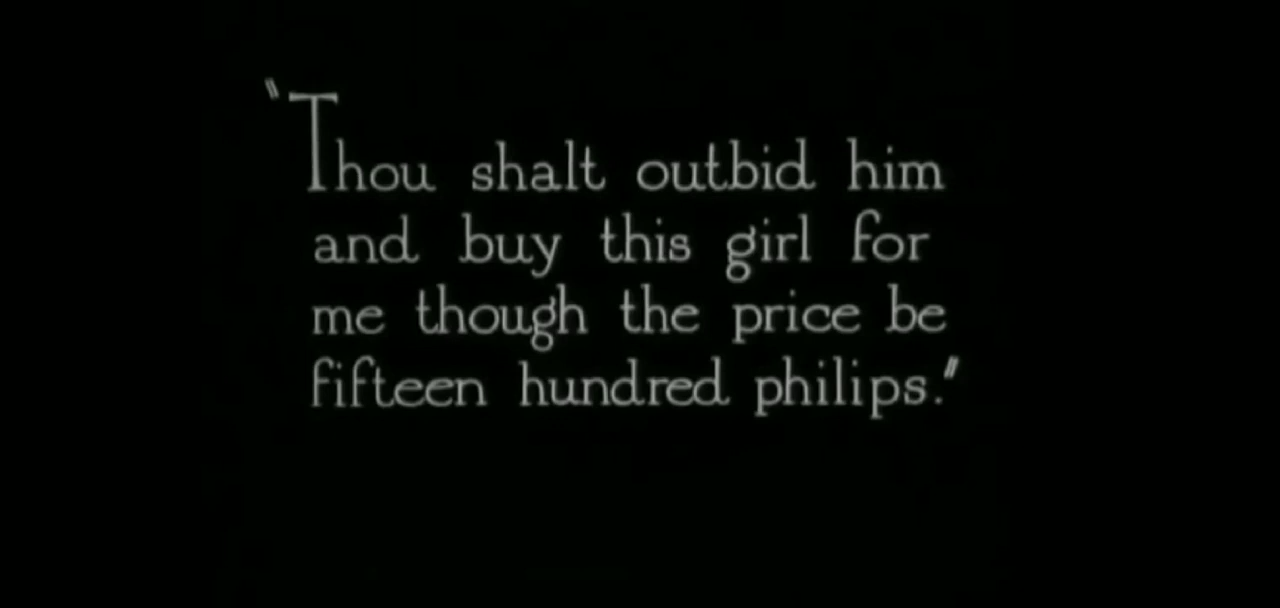 "Thou shalt outbid him
and buy this girl for
me though the price be
fifteen hundred philips."